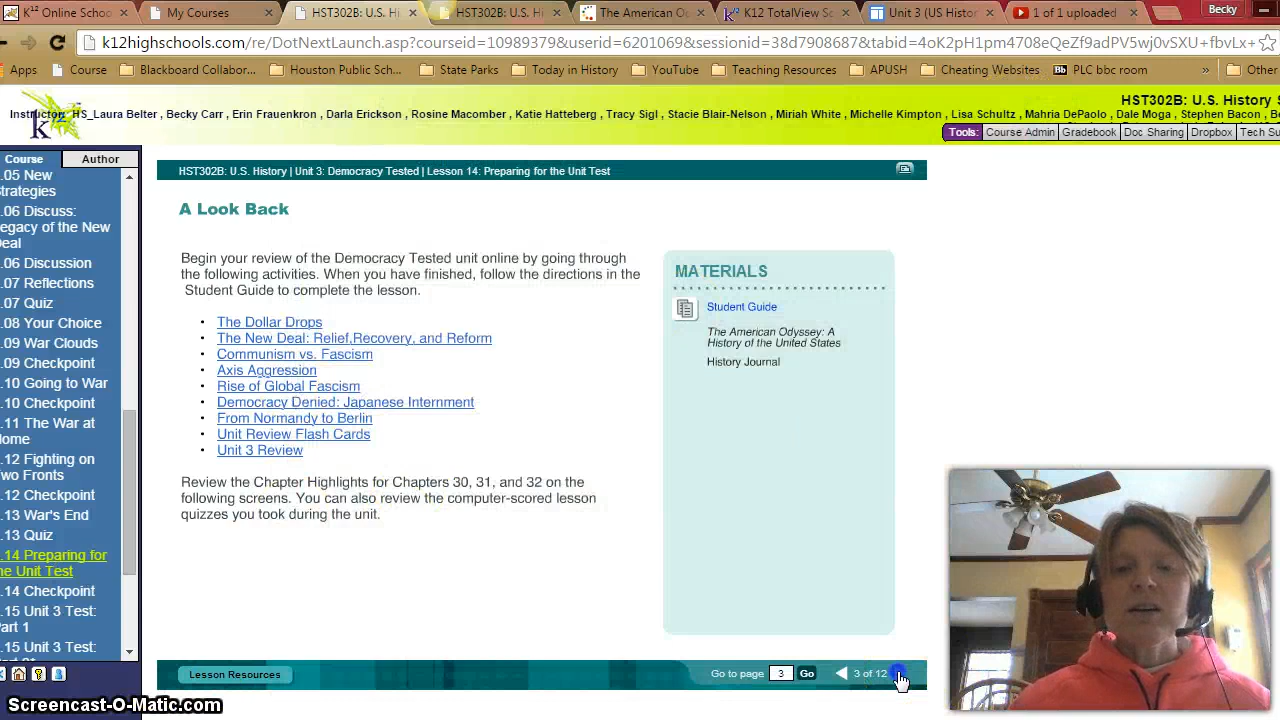 K¹² Online School
My Courses
HST302B: U.S. Hi
HST302B: U.S. Hi
The American O
K12 TotalView Sc
Unit 3 (US Histor
1 of 1 uploaded
Becky
k12highschools.com/re/DotNextLaunch.asp?courseid=10989379&userid=6201069&sessionid=38d7908687&tabid=4oK2pH1pm4708eQeZf9adPV5wj0vSXU+fbvLx+
Apps
Course
Blackboard Collabor...
Houston Public Sch...
State Parks
Today in History
YouTube
Teaching Resources
APUSH
Cheating Websites
Bb PLC bbc room
»
Other
HST302B: U.S. History S
Instructor: HS_Laura Belter , Becky Carr , Erin Frauenkron , Darla Erickson , Rosine Macomber , Katie Hatteberg , Tracy Sigl , Stacie Blair-Nelson , Miriah White , Michelle Kimpton , Lisa Schultz , Mahria DePaolo , Dale Moga , Stephen Bacon , Be
k12
Tools: Course Admin Gradebook Doc Sharing Dropbox Tech Su
Course Author
.05 New
Strategies
.06 Discuss:
egacy of the New
Deal
.06 Discussion
.07 Reflections
.07 Quiz
.08 Your Choice
.09 War Clouds
.09 Checkpoint
.10 Going to War
.10 Checkpoint
.11 The War at
Home
.12 Fighting on
Two Fronts
.12 Checkpoint
.13 War's End
.13 Quiz
.14 Preparing for
he Unit Test
.14 Checkpoint
.15 Unit 3 Test:
Part 1
.15 Unit 3 Test:
HST302B: U.S. History | Unit 3: Democracy Tested | Lesson 14: Preparing for the Unit Test
A Look Back
Begin your review of the Democracy Tested unit online by going through
the following activities. When you have finished, follow the directions in the
Student Guide to complete the lesson.
• The Dollar Drops
• The New Deal: Relief,Recovery, and Reform
• Communism vs. Fascism
• Axis Aggression
• Rise of Global Fascism
• Democracy Denied: Japanese Internment
• From Normandy to Berlin
• Unit Review Flash Cards
• Unit 3 Review
Review the Chapter Highlights for Chapters 30, 31, and 32 on the
following screens. You can also review the computer-scored lesson
quizzes you took during the unit.
MATERIALS
Student Guide
The American Odyssey: A
History of the United States
History Journal
Lesson Resources
Go to page 3 Go
3 of 12
Screencast-O-Matic.com